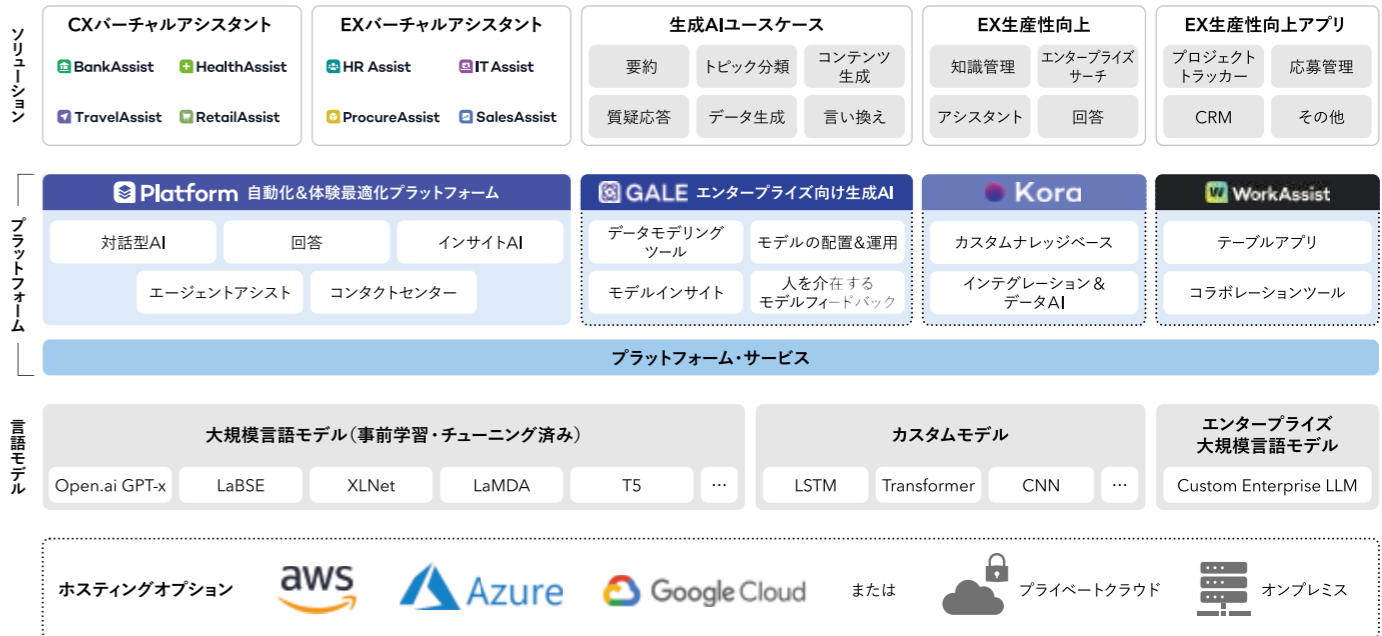 ソリューション
CXバーチャルアシスタント
BankAssist
HealthAssist
TravelAssist
RetailAssist
EXバーチャルアシスタント
HR Assist
IT Assist
ProcureAssist
SalesAssist
生成AIユースケース
要約
トピック分類
コンテンツ
生成
質疑応答
データ生成
言い換え
EX生産性向上
知識管理
エンタープライズ
サーチ
アシスタント
回答
EX生産性向上アプリ
プロジェクト
トラッカー
応募管理
CRM
その他
プラットフォーム
Platform 自動化&体験最適化プラットフォーム
対話型AI
回答
インサイトAI
エージェントアシスト
コンタクトセンター
GALE エンタープライズ向け生成AI
データモデリング
ツール
モデルの配置&運用
モデルインサイト
人を介在する
モデルフィードバック
Kora
カスタムナレッジベース
インテグレーション&
データAI
WorkAssist
テーブルアプリ
コラボレーションツール
プラットフォーム・サービス
言語モデル
大規模言語モデル(事前学習・チューニング済み)
Open.ai GPT-x
LaBSE
XLNet
LaMDA
T5
…
カスタムモデル
LSTM
Transformer
CNN
…
エンタープライズ
大規模言語モデル
Custom Enterprise LLM
ホスティングオプション
aws
Azure
Google Cloud
または
プライベートクラウド
オンプレミス